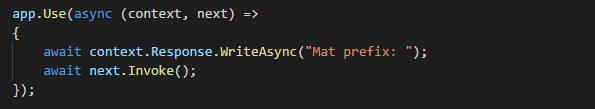 app.Use(async (context, next) =>
{
    await context.Response.WriteAsync("Mat prefix: ");
    await next.Invoke();
});